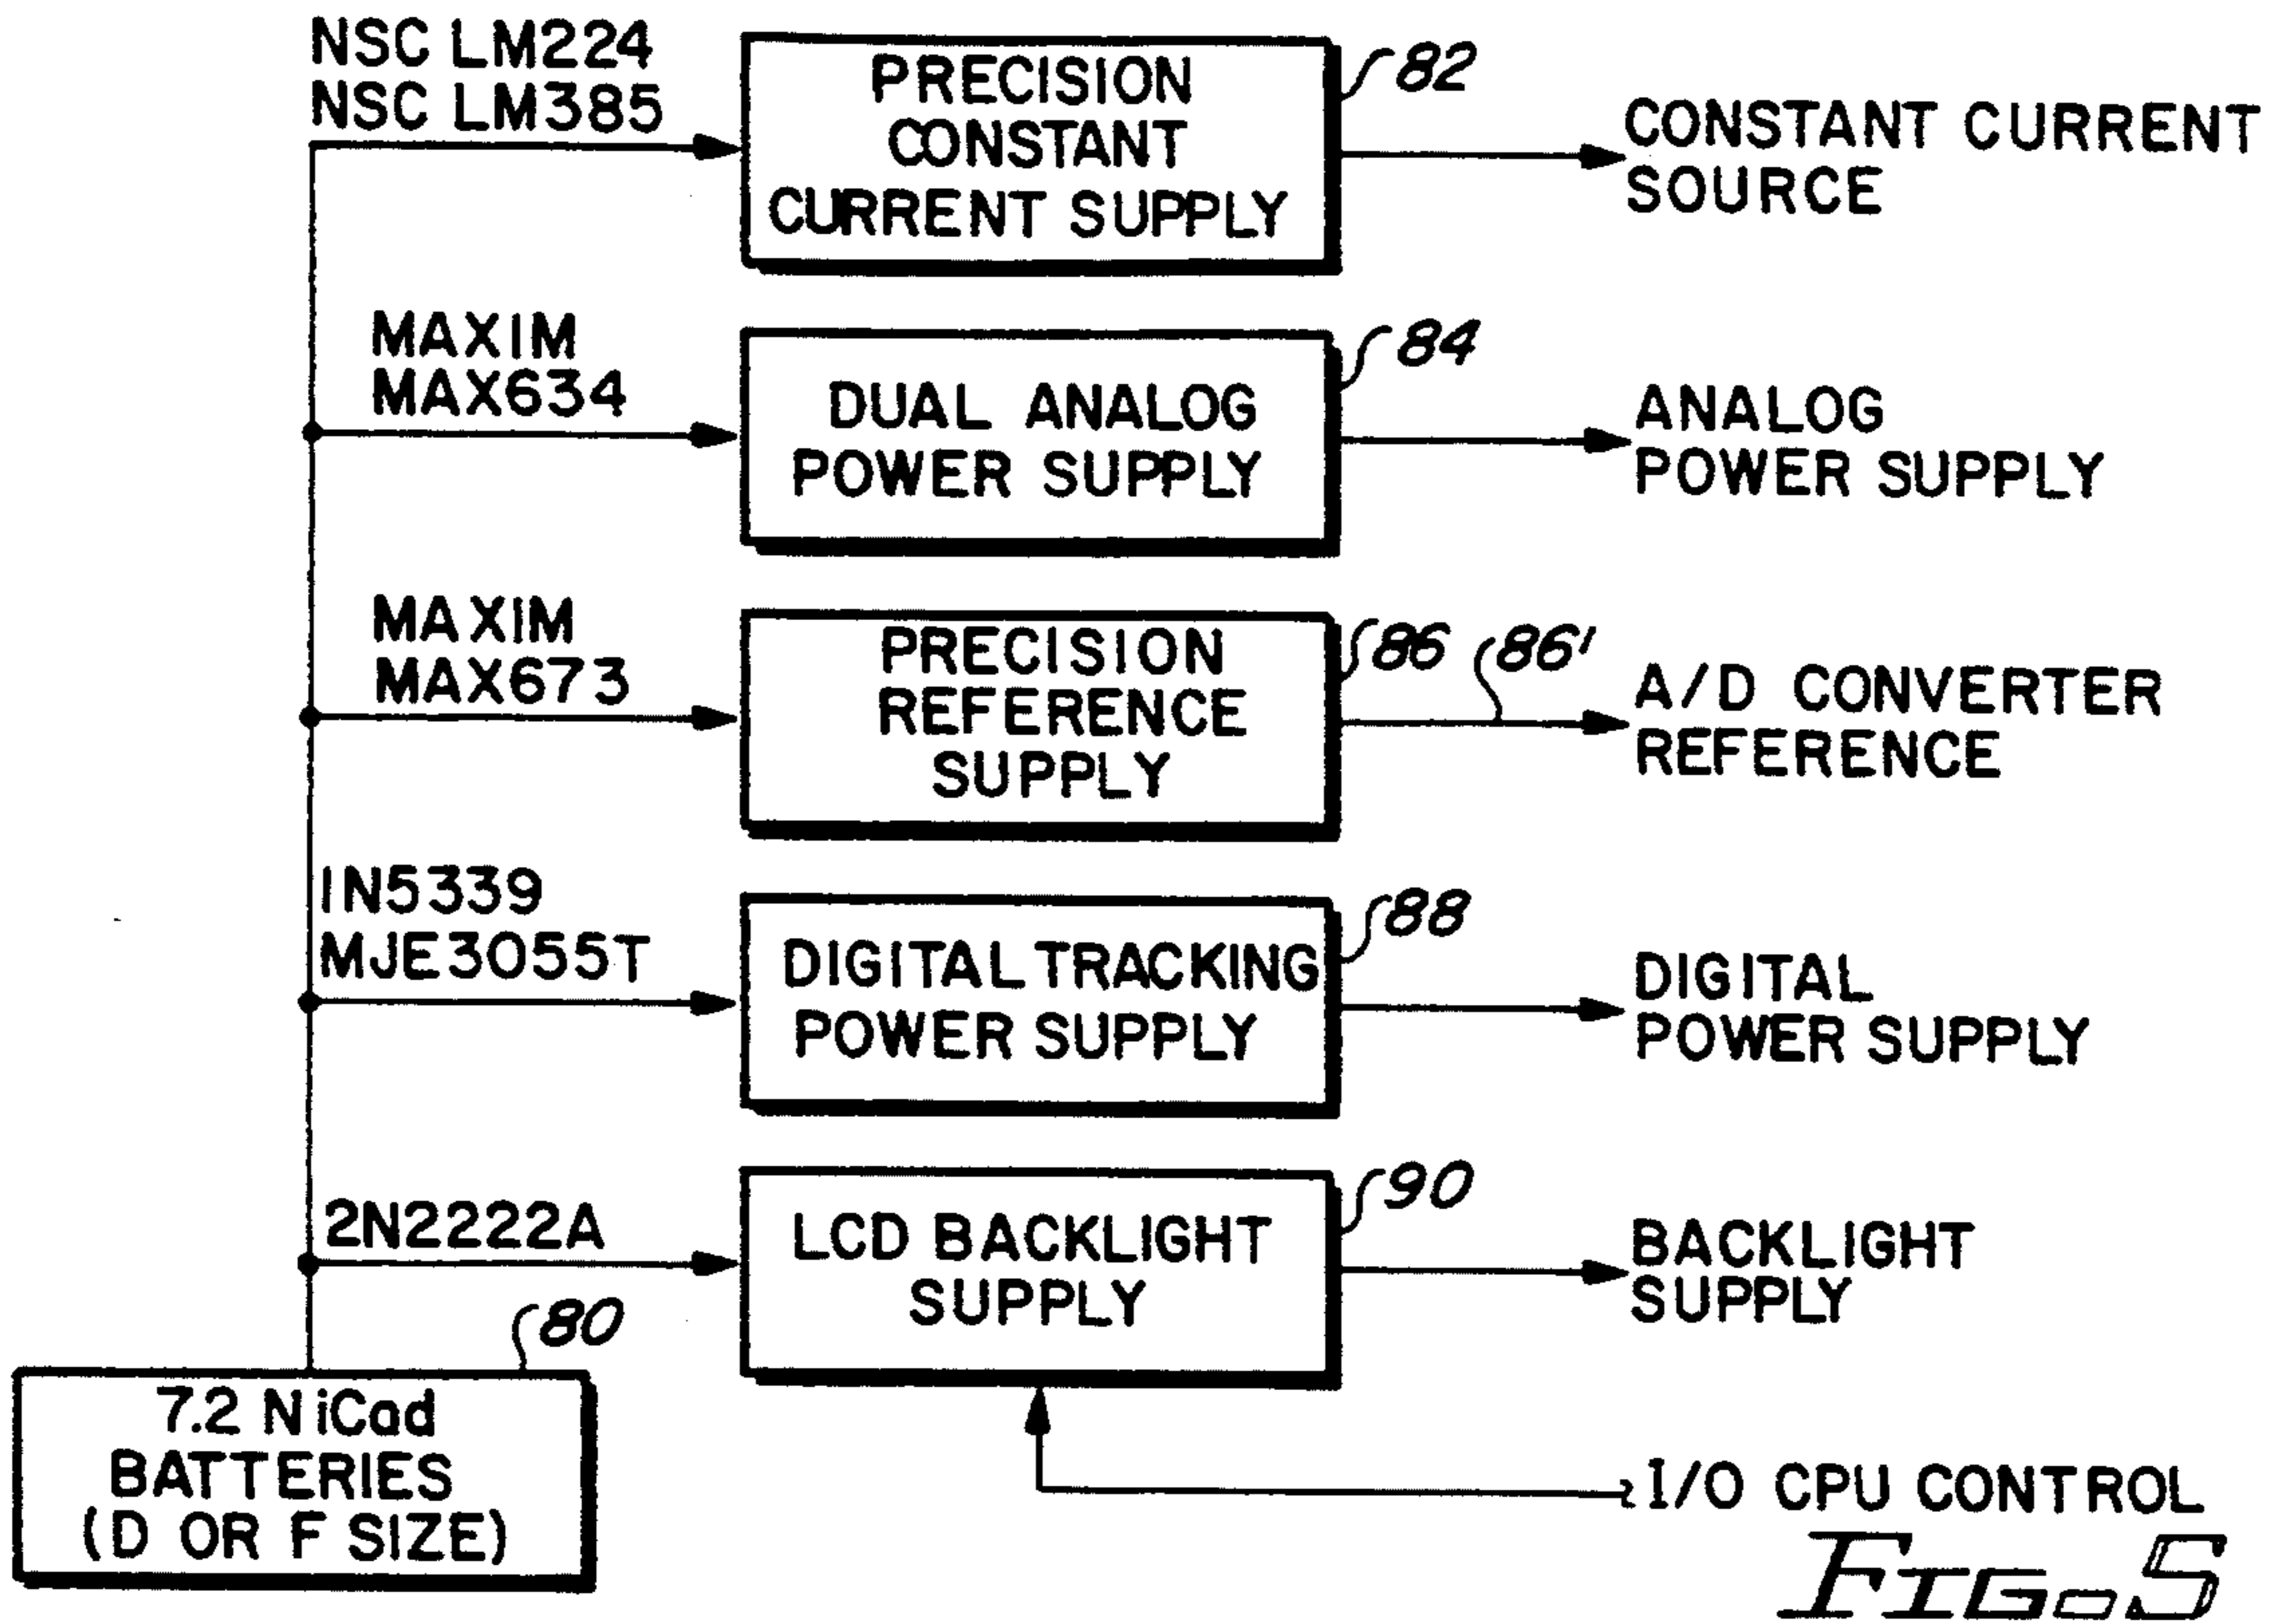 NSC LM224
NSC LM385
PRECISION
CONSTANT
CURRENT SUPPLY
82
CONSTANT CURRENT
SOURCE
MAXIM
MAX634
DUAL ANALOG
POWER SUPPLY
84
ANALOG
POWER SUPPLY
MAXIM
MAX673
PRECISION
REFERENCE
SUPPLY
86
86'
A/D CONVERTER
REFERENCE
1N5339
MJE3055T
DIGITAL TRACKING
POWER SUPPLY
88
DIGITAL
POWER SUPPLY
2N2222A
LCD BACKLIGHT
SUPPLY
90
BACKLIGHT
SUPPLY
80
7.2 NiCad
BATTERIES
(D OR F SIZE)
I/O CPU CONTROL
FIG. 5